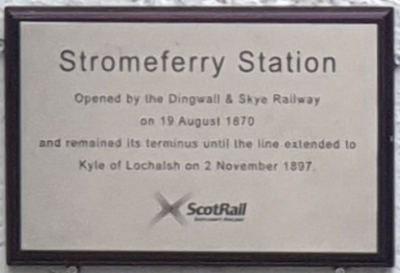 Stromeferry Station
Opened by the Dingwall & Skye Railway
on 19 August 1870
and remained its terminus until the line extended to
Kyle of Lochalsh on 2 November 1897.
ScotRail